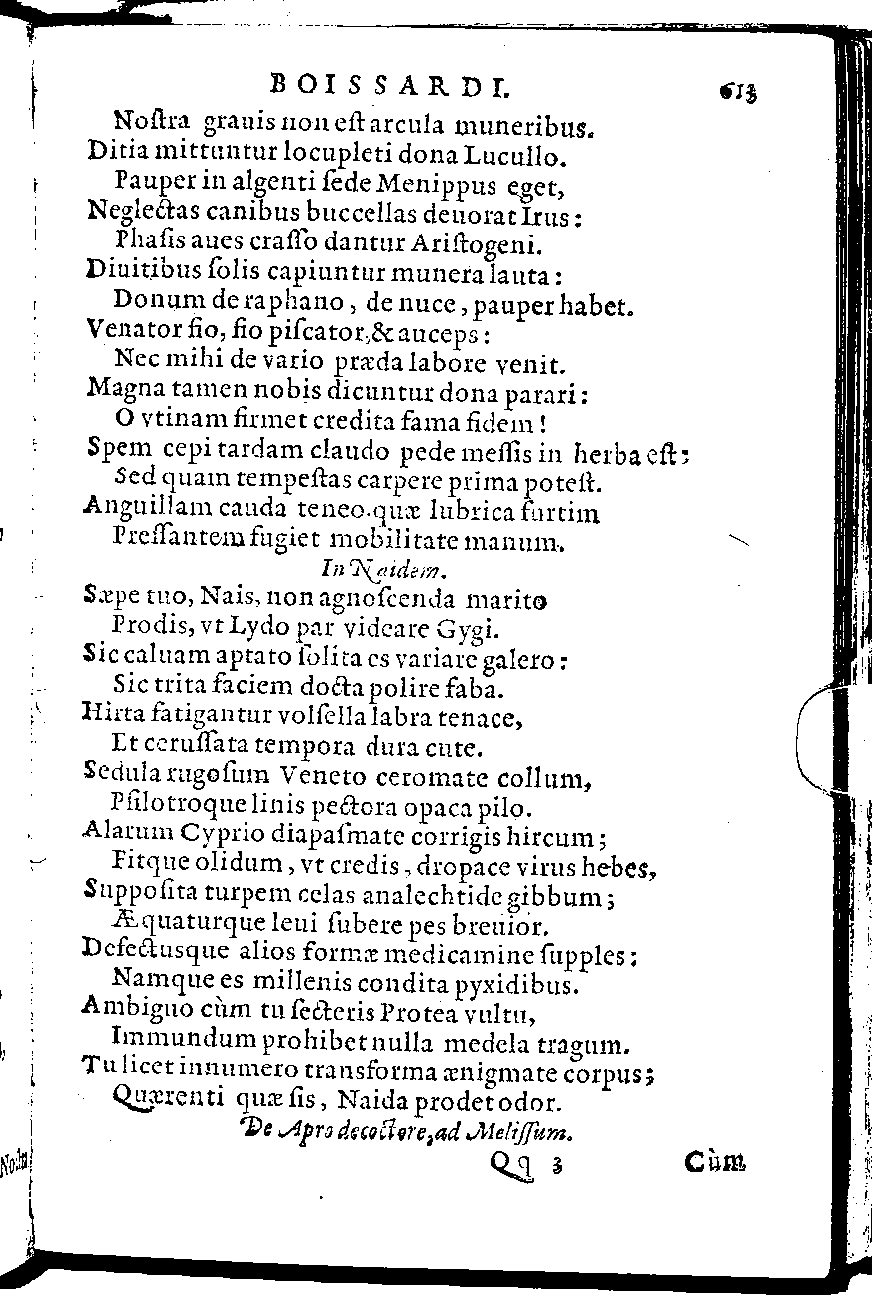 BOISSARDI. 613
Noſtra grauis non eſt arcula muneribus.
Ditia mittuntur locupleti dona Lucullo.
Pauper in algenti ſede Menippus eget,
Neglectas canibus buccellas deuorat Irus:
Phaſis aues craſſo dantur Ariſtogeni.
Diuitibus ſolis capiuntur munera lauta:
Donum de raphano, de nuce, pauper habet.
Venator fio, fio piſcator, & auceps:
Nec mihi de vario præda labore venit.
Magna tamen nobis dicuntur dona parari:
O vtinam firmet credita fama fidem!
Spem cepi tardam claudo pede meſſis in herba eſt:
Sed quam tempeſtas carpere prima poteſt.
Anguillam cauda teneo. quæ lubrica furtim
Preſſantem fugiet mobilitate manum.
In Naidem.
Sæpe tuo, Nais, non agnoſcenda marito
Prodis, vt Lydo par videare Gygi.
Sic caluam aptato ſolita es variare galero:
Sic trita faciem docta polire faba.
Hirta fatigantur volſella labra tenace,
Et ceruſſata tempora dura cute.
Sedula rugoſum Veneto ceromate collum,
Pſilotroque linis pectora opaca pilo.
Alarum Cyprio diapaſmate corrigis hircum;
Fitque olidum, vt credis, dropace virus hebes,
Suppoſita turpem celas analechtide gibbum;
Æquaturque leui ſubere pes breuior.
Defectusque alios formæ medicamine ſupples:
Namque es millenis condita pyxidibus.
Ambiguo cùm tu ſecteris Protea vultu,
Immundum prohibet nulla medela tragum.
Tu licet innumero transforma ænigmate corpus;
Quærenti quæ ſis, Naida prodet odor.
De Apro decoctore, ad Meliſſum.
Qq 3 Cùm